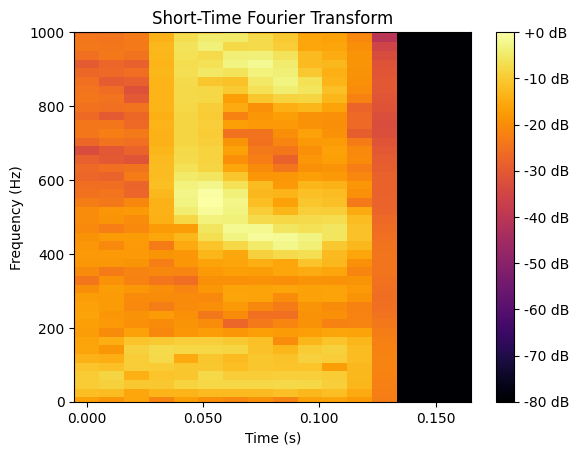 Short-Time Fourier Transform
Frequency (Hz)
1000
800
600
400
200
0
0.000
0.050
0.100
0.150
Time (s)
+0 dB
-10 dB
-20 dB
-30 dB
-40 dB
-50 dB
-60 dB
-70 dB
-80 dB